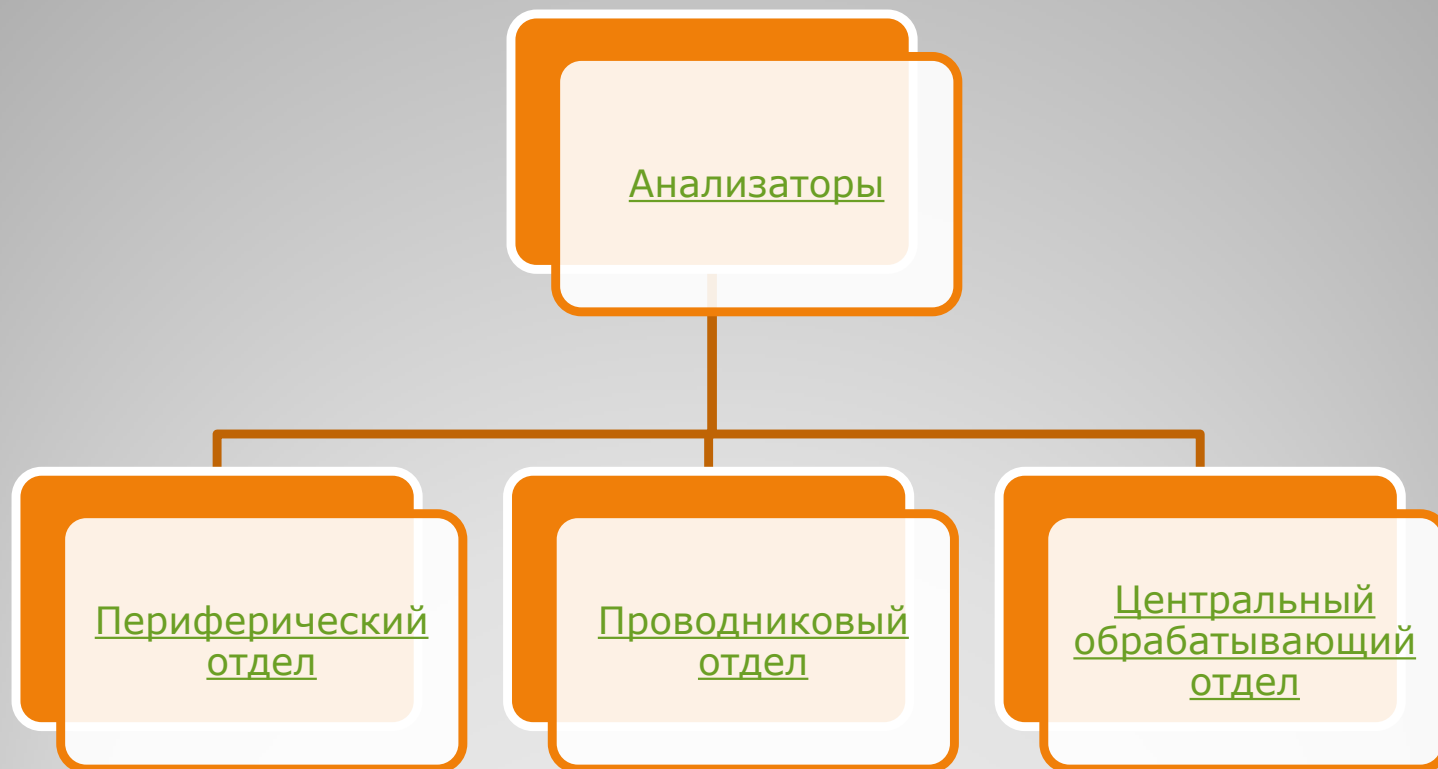 Анализаторы
Периферический
отдел
Проводниковый
отдел
Центральный
обрабатывающий
отдел